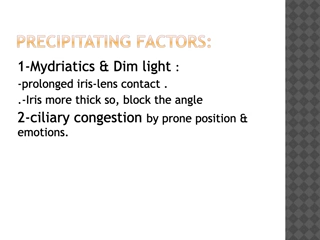 PRECIPITATING FACTORS:
1-Mydriatics & Dim light :
-prolonged iris-lens contact .
.-Iris more thick so, block the angle
2-ciliary congestion by prone position &
emotions.